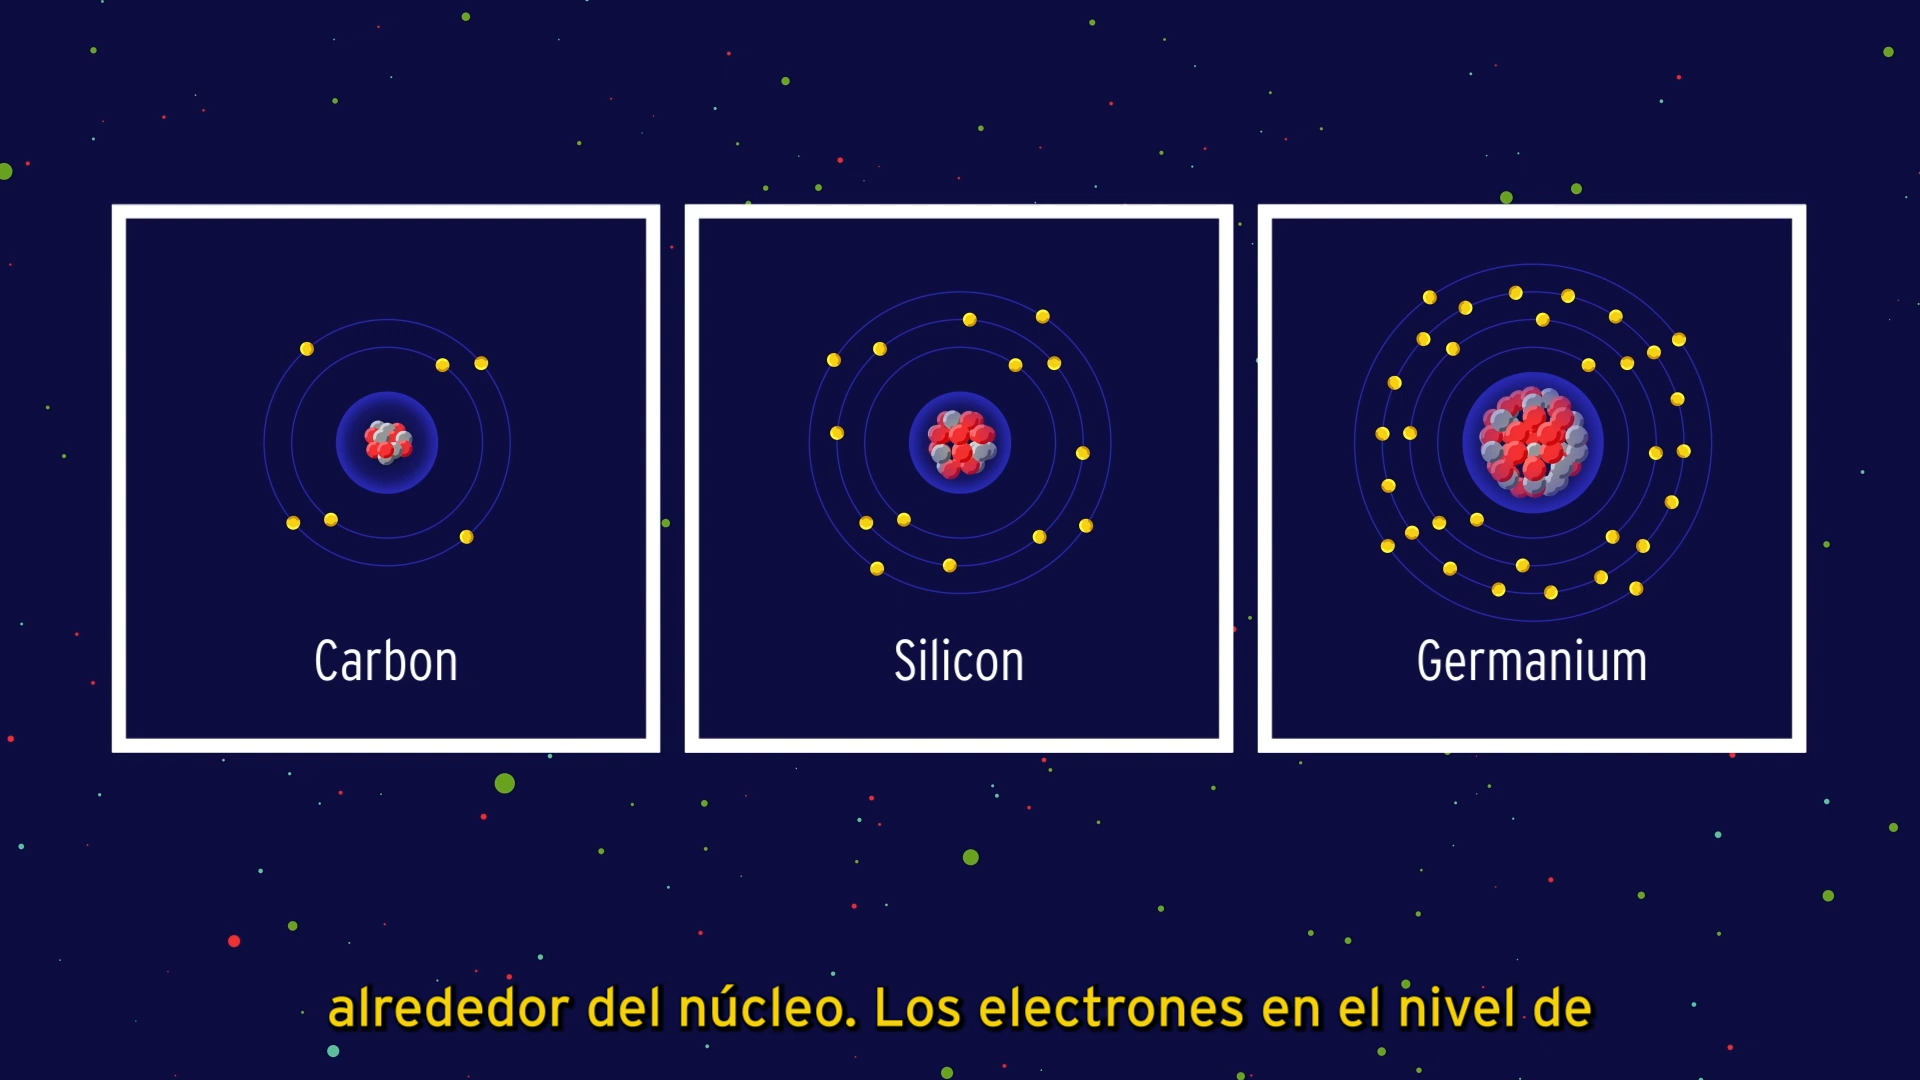 Carbon
Silicon
Germanium
alrededor del núcleo. Los electrones en el nivel de